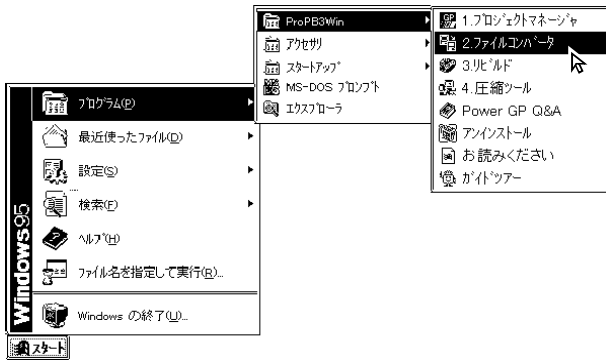 ProPB3Win
アクセサリ
スタートアップ
MS-DOS プロンプト
エクスプローラ
1.プロジェクトマネージャ
2.ファイルコンバータ
3.リビルド
4.圧縮ツール
Power GP Q&A
アンインストール
お読みください
ガイドツアー
プログラム(P)
最近使ったファイル(D)
設定(S)
検索(F)
ヘルプ(H)
ファイル名を指定して実行(R)...
Windows の終了(U)...
Windows95
スタート